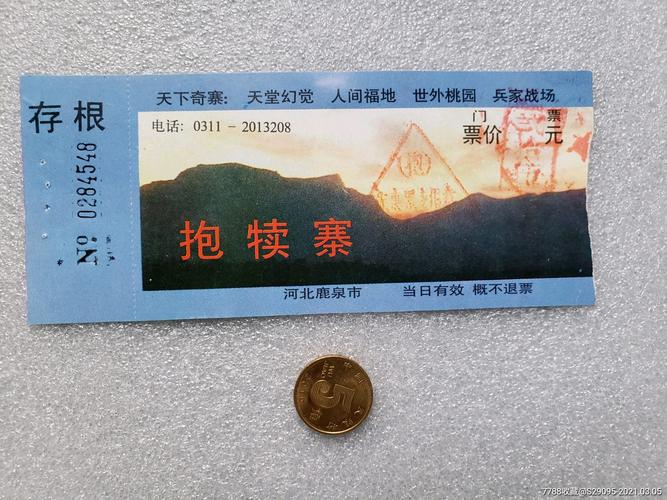 存根
No 0284548
天下奇寨： 天堂幻觉 人间福地 世外桃园 兵家战场
电话：0311－2013208
门 票
票价 元
抱犊寨
河北鹿泉市 当日有效 概不退票
5
7788收藏@S29095-2021.03.05